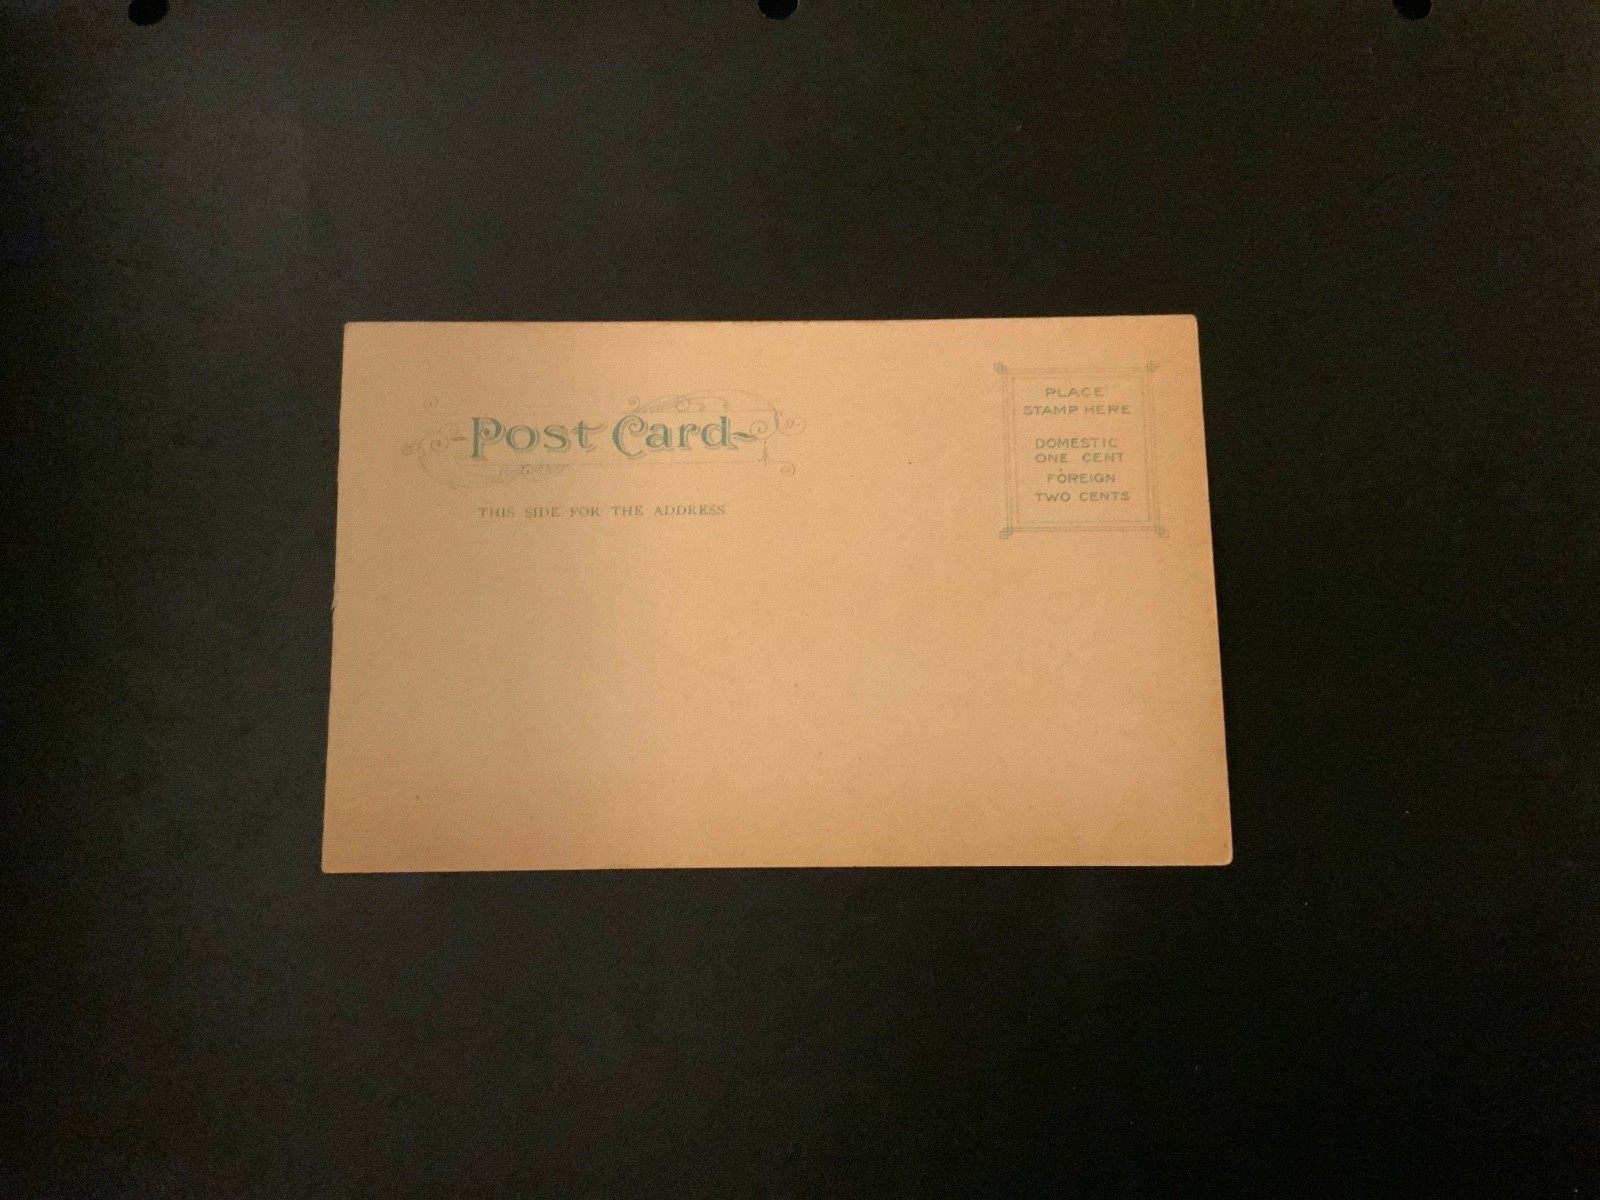 Post Card
THIS SIDE FOR THE ADDRESS.
PLACE
STAMP HERE
DOMESTIC
ONE CENT
FOREIGN
TWO CENTS